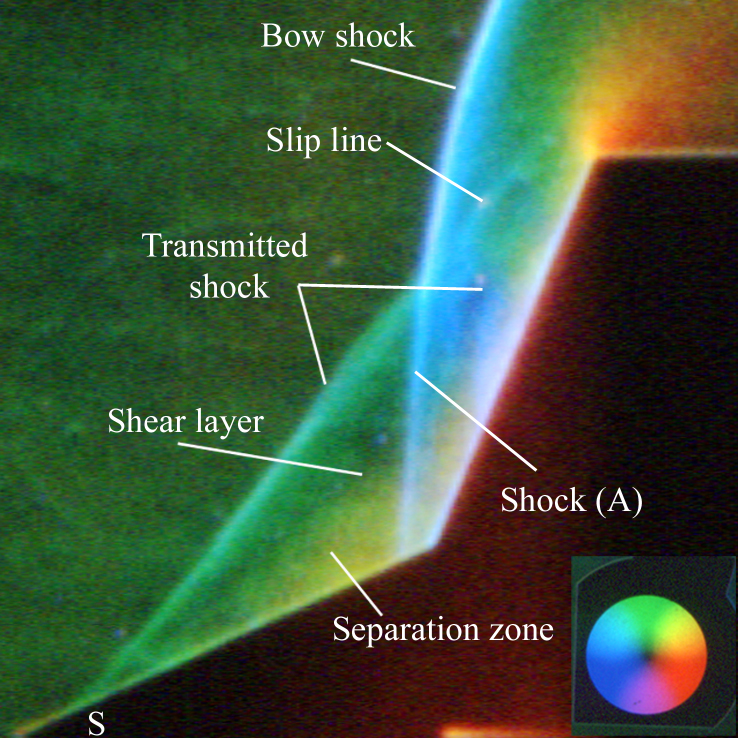 Bow shock
Slip line
Transmitted
shock
Shear layer
Shock (A)
Separation zone
S